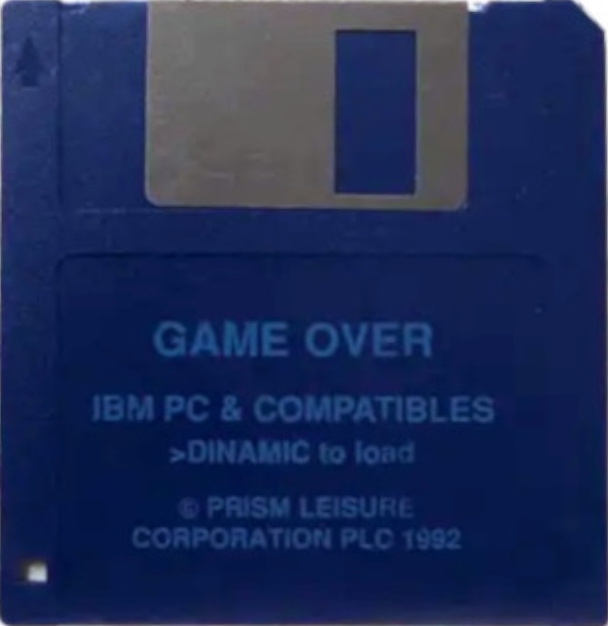 GAME OVER
IBM PC & COMPATIBLES
>DINAMIC to load
© PRISM LEISURE
CORPORATION PLC 1992